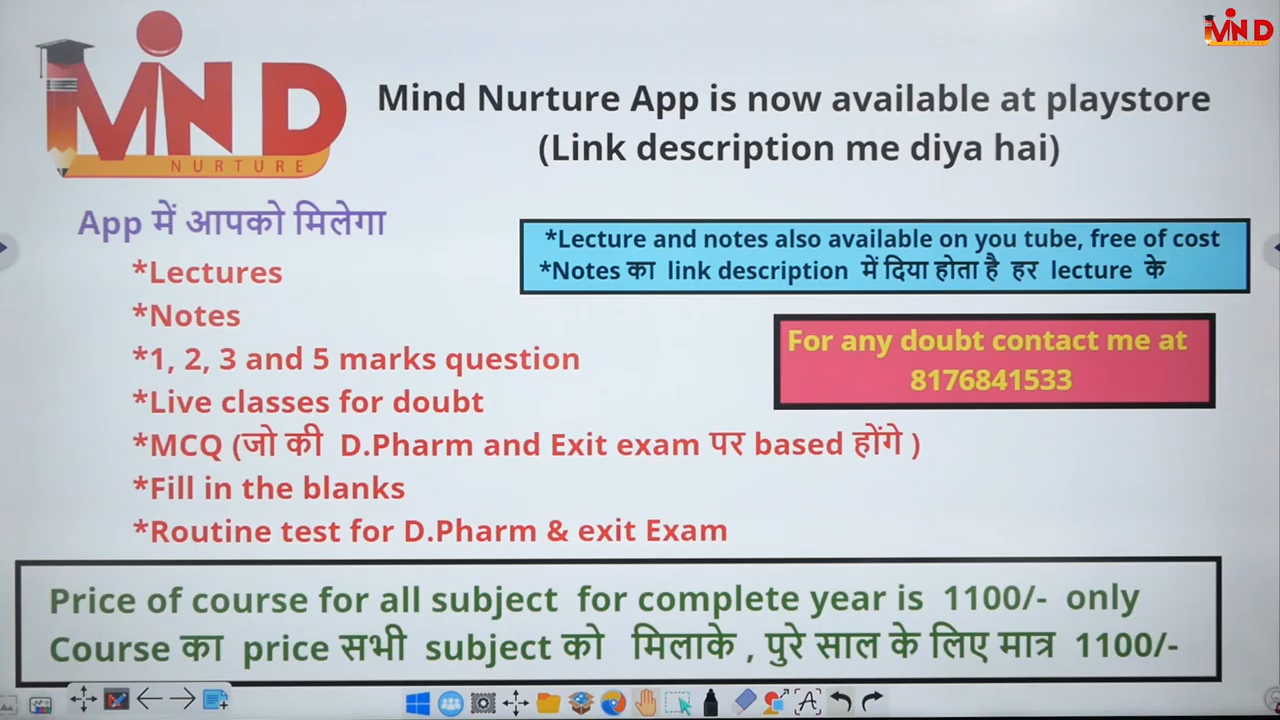 MIND
NURTURE
MIND
NURTURE
Mind Nurture App is now available at playstore
(Link description me diya hai)
App में आपको मिलेगा
*Lectures
*Notes
*1, 2, 3 and 5 marks question
*Live classes for doubt
*MCQ (जो की D.Pharm and Exit exam पर based होंगे )
*Fill in the blanks
*Routine test for D.Pharm & exit Exam
*Lecture and notes also available on you tube, free of cost
*Notes का link description में दिया होता है हर lecture के
For any doubt contact me at
8176841533
Price of course for all subject for complete year is 1100/- only
Course का price सभी subject को मिलाके , पुरे साल के लिए मात्र 1100/-